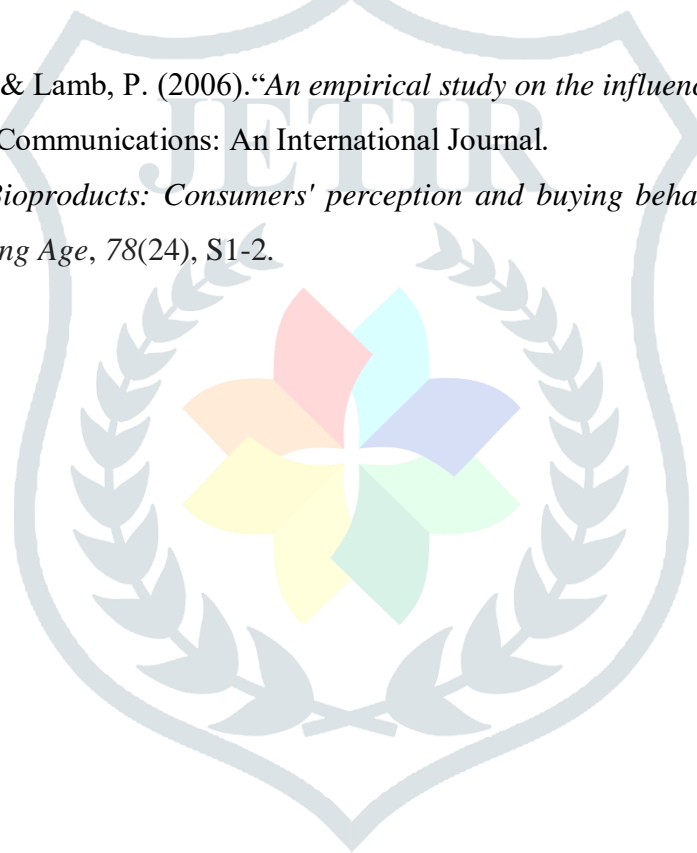 & Lamb, P. (2006).“An empirical study on the influenc
Communications: An International Journal.
Bioproducts: Consumers' perception and buying beha
ng Age, 78(24), S1-2.
JETIR